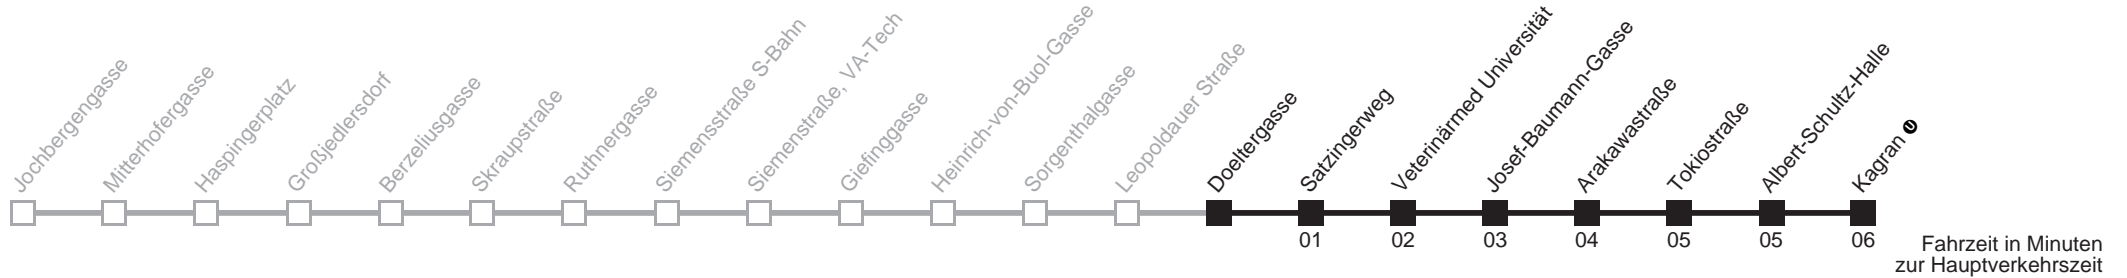 Jochbergengasse
Mitterhofergasse
Haspingerplatz
Großjedlersdorf
Berzeliusgasse
Skraupstraße
Ruthnergasse
Siemensstraße S-Bahn
Siemenstraße, VA-Tech
Giefinggasse
Heinrich-von-Buol-Gasse
Sorgenthalgasse
Leopoldauer Straße
Doeltergasse
Satzingerweg
Veterinärmed Universität
Josef-Baumann-Gasse
Arakawastraße
Tokiostraße
Albert-Schultz-Halle
Kagran U
01 02 03 04 05 05 06
Fahrzeit in Minuten
zur Hauptverkehrszeit